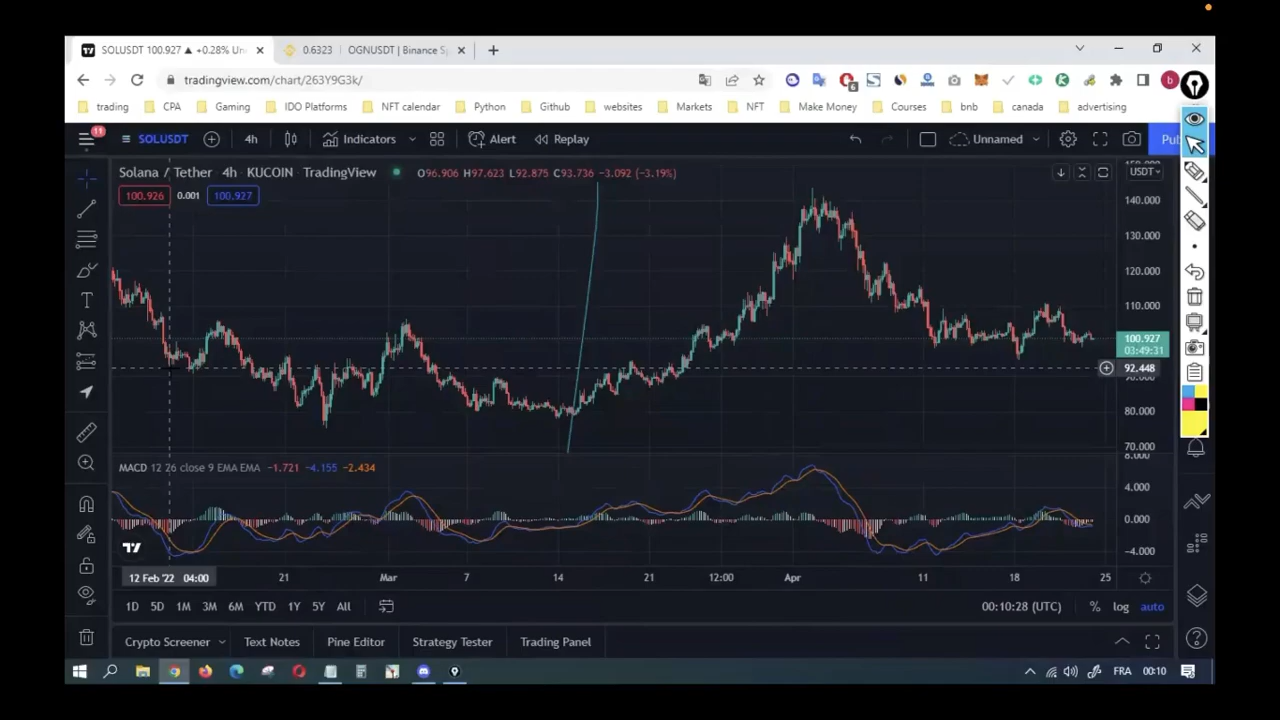 SOLUSDT 100.927 ▲ +0.28% Un
0.6323 OGNUSDT | Binance S
tradingview.com/chart/263Y9G3k/
6
b
trading CPA Gaming IDO Platforms NFT calendar Python Github websites Markets NFT Make Money Courses bnb canada advertising
11
SOLUSDT 4h Indicators Alert Replay Unnamed Pu
Solana / Tether 4h KUCOIN TradingView O96.906 H97.623 L92.875 C93.736 −3.092 (−3.19%)
USDT
100.926 0.001 100.927
140.000
130.000
120.000
110.000
100.927
03:49:31
92.448
80.000
70.000
8.000
MACD 12 26 close 9 EMA EMA −1.721 −4.155 −2.434
4.000
0.000
−4.000
12 Feb '22 04:00 21 Mar 7 14 21 12:00 Apr 11 18 25
1D 5D 1M 3M 6M YTD 1Y 5Y All 00:10:28 (UTC) % log auto
Crypto Screener Text Notes Pine Editor Strategy Tester Trading Panel
FRA 00:10